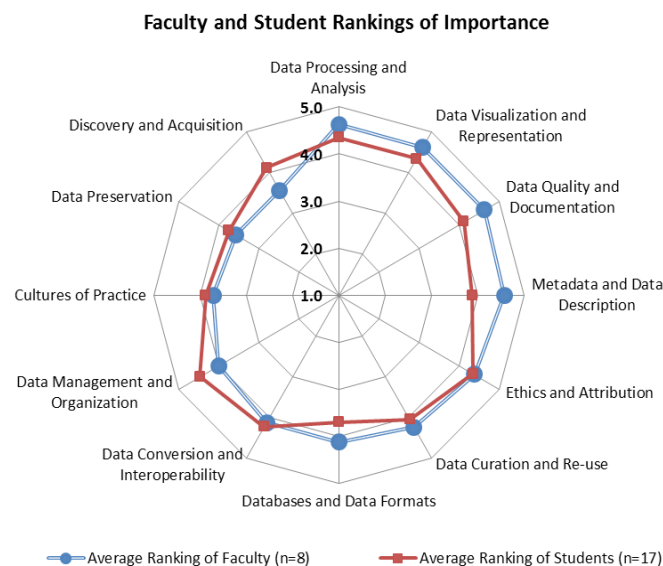 Faculty and Student Rankings of Importance
Data Processing and
Analysis
5.0
4.0
3.0
2.0
1.0
Data Visualization and
Representation
Data Quality and
Documentation
Metadata and Data
Description
Ethics and Attribution
Data Curation and Re-use
Databases and Data Formats
Data Conversion and
Interoperability
Data Management and
Organization
Cultures of Practice
Data Preservation
Discovery and Acquisition
Average Ranking of Faculty (n=8)
Average Ranking of Students (n=17)